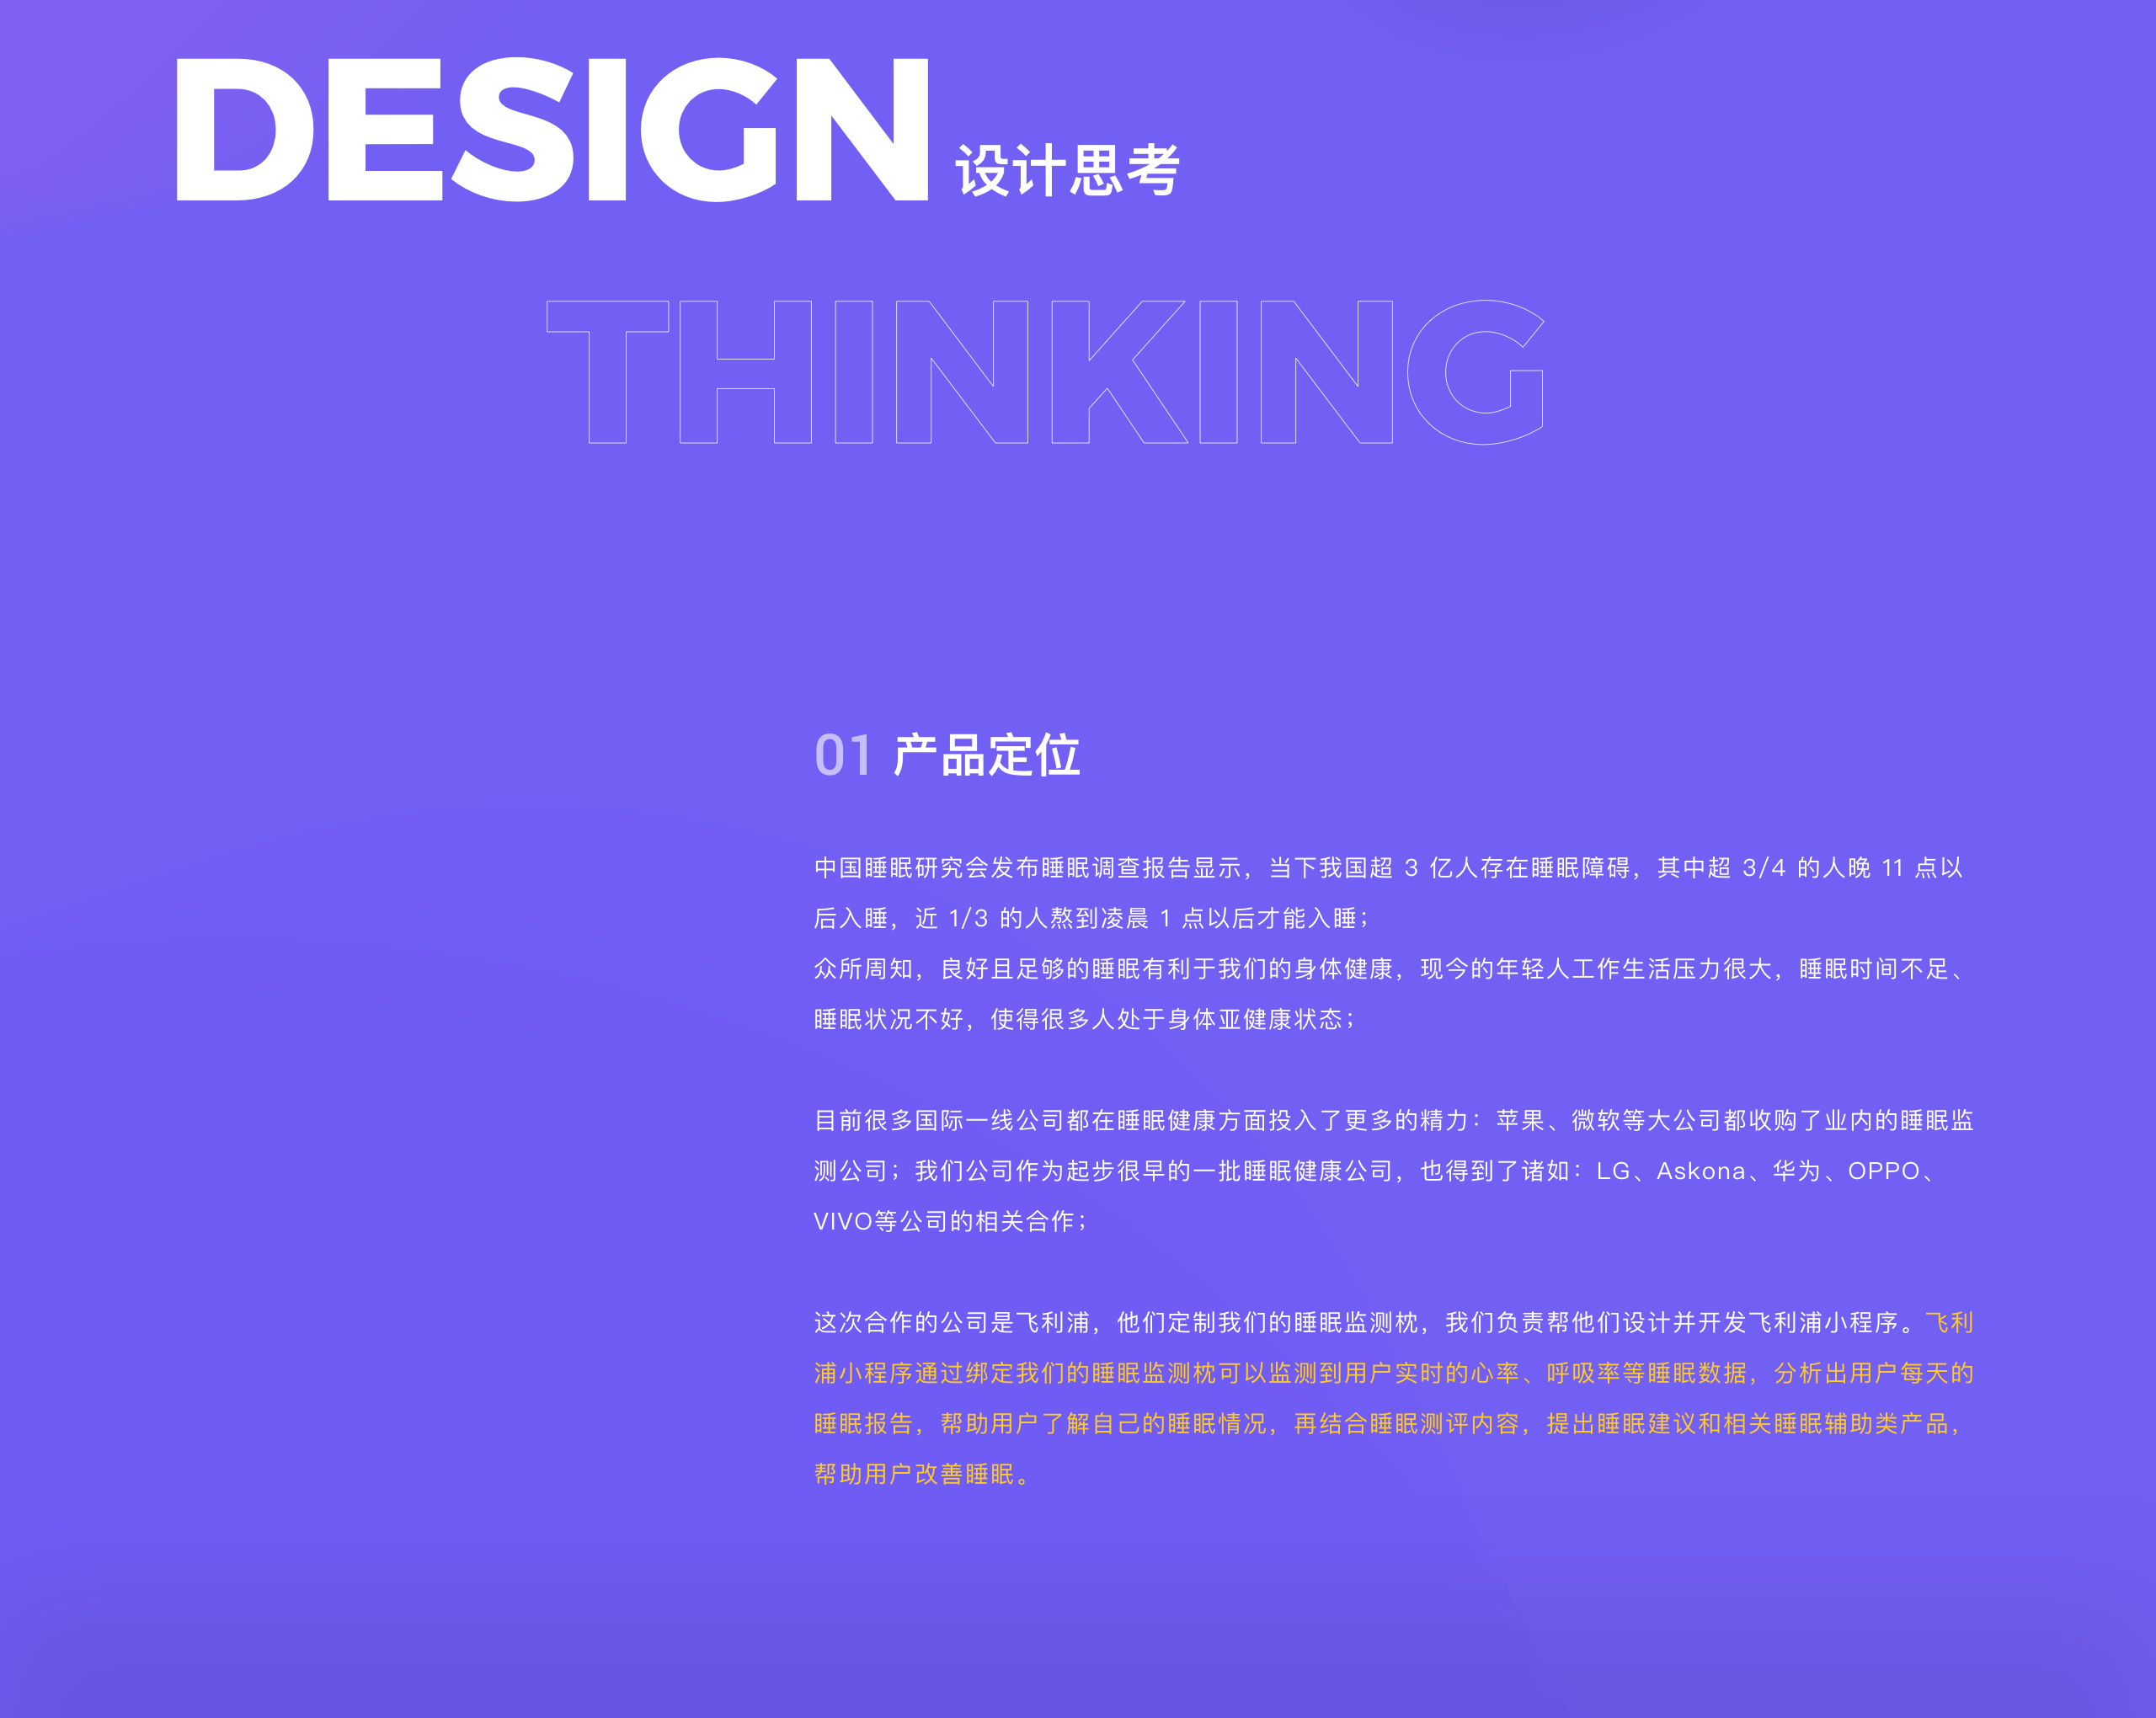 DESIGN 设计思考
THINKING
01 产品定位
中国睡眠研究会发布睡眠调查报告显示，当下我国超 3 亿人存在睡眠障碍，其中超 3/4 的人晚 11 点以
后入睡，近 1/3 的人熬到凌晨 1 点以后才能入睡；
众所周知，良好且足够的睡眠有利于我们的身体健康，现今的年轻人工作生活压力很大，睡眠时间不足、
睡眠状况不好，使得很多人处于身体亚健康状态；
目前很多国际一线公司都在睡眠健康方面投入了更多的精力：苹果、微软等大公司都收购了业内的睡眠监
测公司；我们公司作为起步很早的一批睡眠健康公司，也得到了诸如：LG、Askona、华为、OPPO、
VIVO等公司的相关合作；
这次合作的公司是飞利浦，他们定制我们的睡眠监测枕，我们负责帮他们设计并开发飞利浦小程序。飞利
浦小程序通过绑定我们的睡眠监测枕可以监测到用户实时的心率、呼吸率等睡眠数据，分析出用户每天的
睡眠报告，帮助用户了解自己的睡眠情况，再结合睡眠测评内容，提出睡眠建议和相关睡眠辅助类产品，
帮助用户改善睡眠。